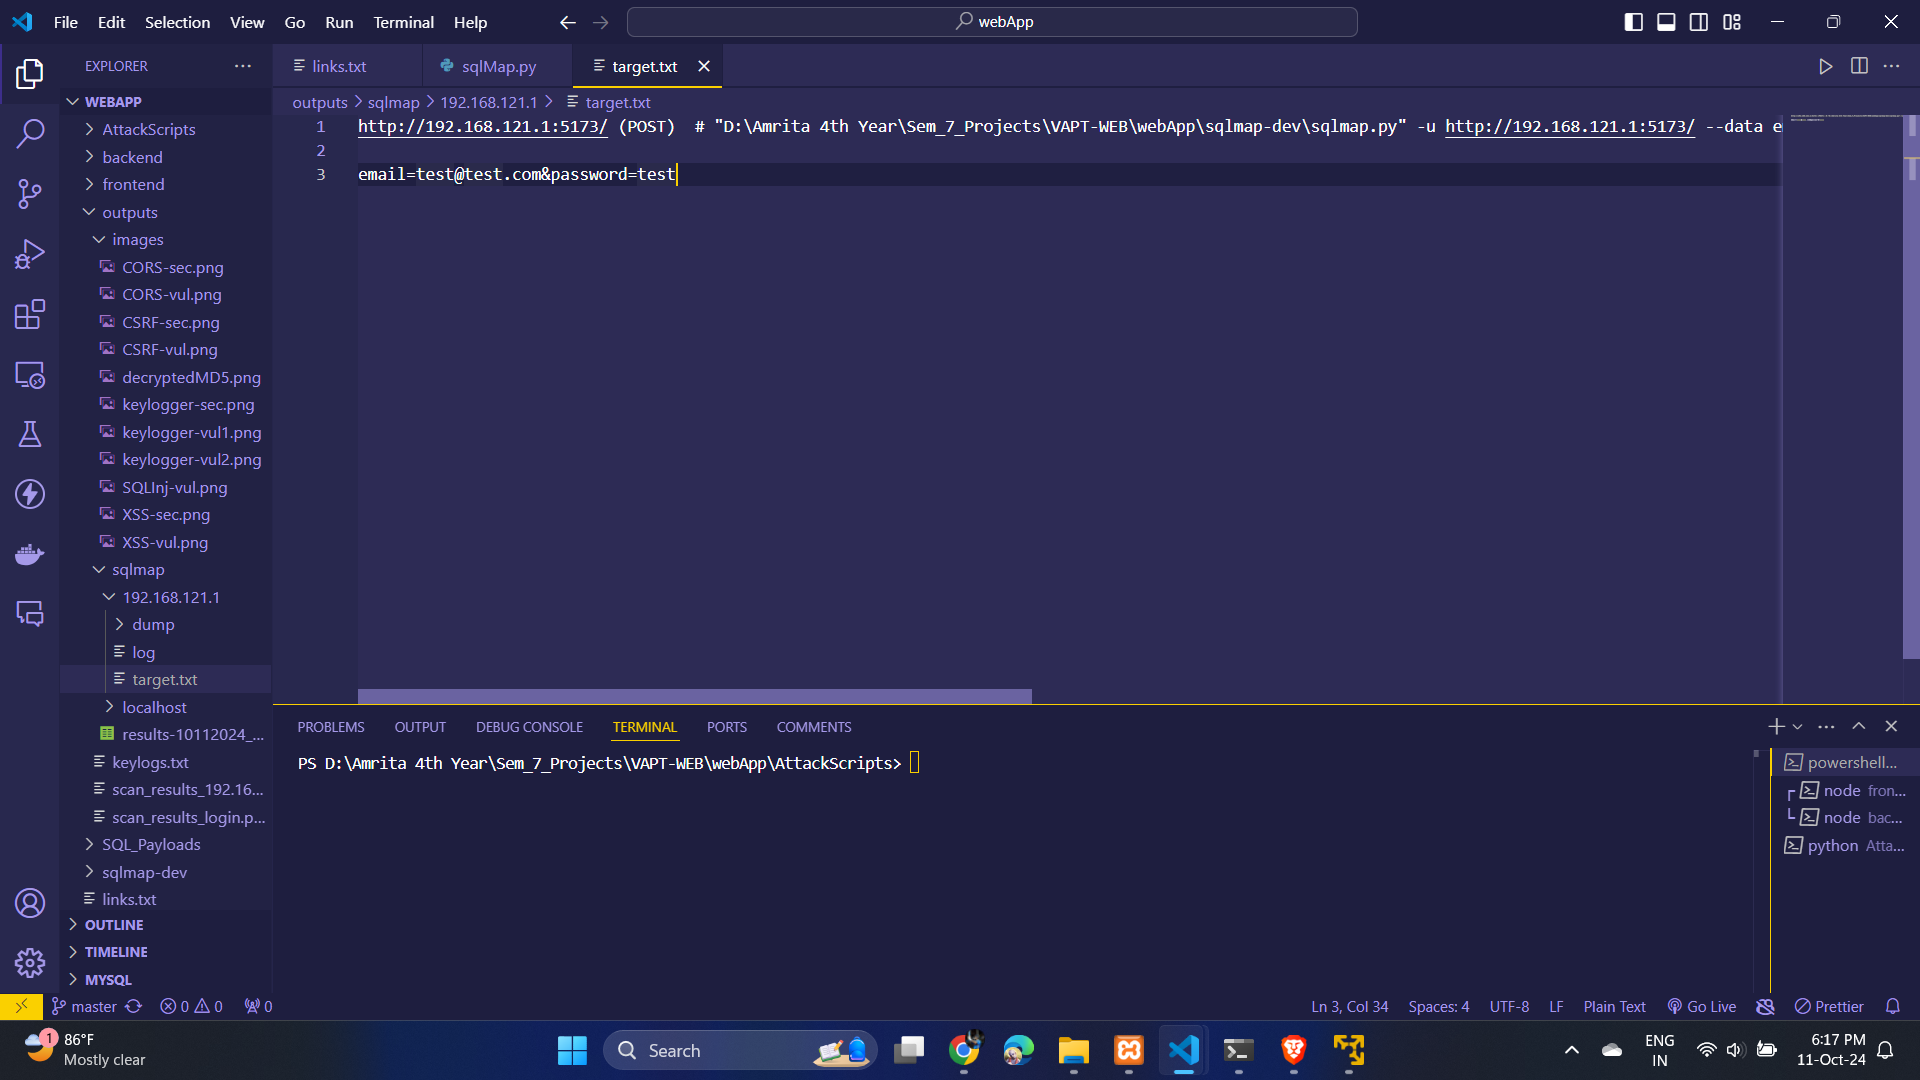 File Edit Selection View Go Run Terminal Help
webApp
EXPLORER
links.txt
sqlMap.py
target.txt
outputs > sqlmap > 192.168.121.1 > target.txt
WEBAPP
AttackScripts
backend
frontend
outputs
images
CORS-sec.png
CORS-vul.png
CSRF-sec.png
CSRF-vul.png
decryptedMD5.png
keylogger-sec.png
keylogger-vul1.png
keylogger-vul2.png
SQLInj-vul.png
XSS-sec.png
XSS-vul.png
sqlmap
192.168.121.1
dump
log
target.txt
localhost
results-10112024_...
keylogs.txt
scan_results_192.16...
scan_results_login.p...
SQL_Payloads
sqlmap-dev
links.txt
OUTLINE
TIMELINE
MYSQL
1 http://192.168.121.1:5173/ (POST)  # "D:\Amrita 4th Year\Sem_7_Projects\VAPT-WEB\webApp\sqlmap-dev\sqlmap.py" -u http://192.168.121.1:5173/ --data e
2
3 email=test@test.com&password=test
PROBLEMS OUTPUT DEBUG CONSOLE TERMINAL PORTS COMMENTS
PS D:\Amrita 4th Year\Sem_7_Projects\VAPT-WEB\webApp\AttackScripts>
powershell...
node fron...
node bac...
python Atta...
master 0 0 0
Ln 3, Col 34 Spaces: 4 UTF-8 LF Plain Text Go Live Prettier
1
86°F
Mostly clear
Search
ENG
IN
6:17 PM
11-Oct-24